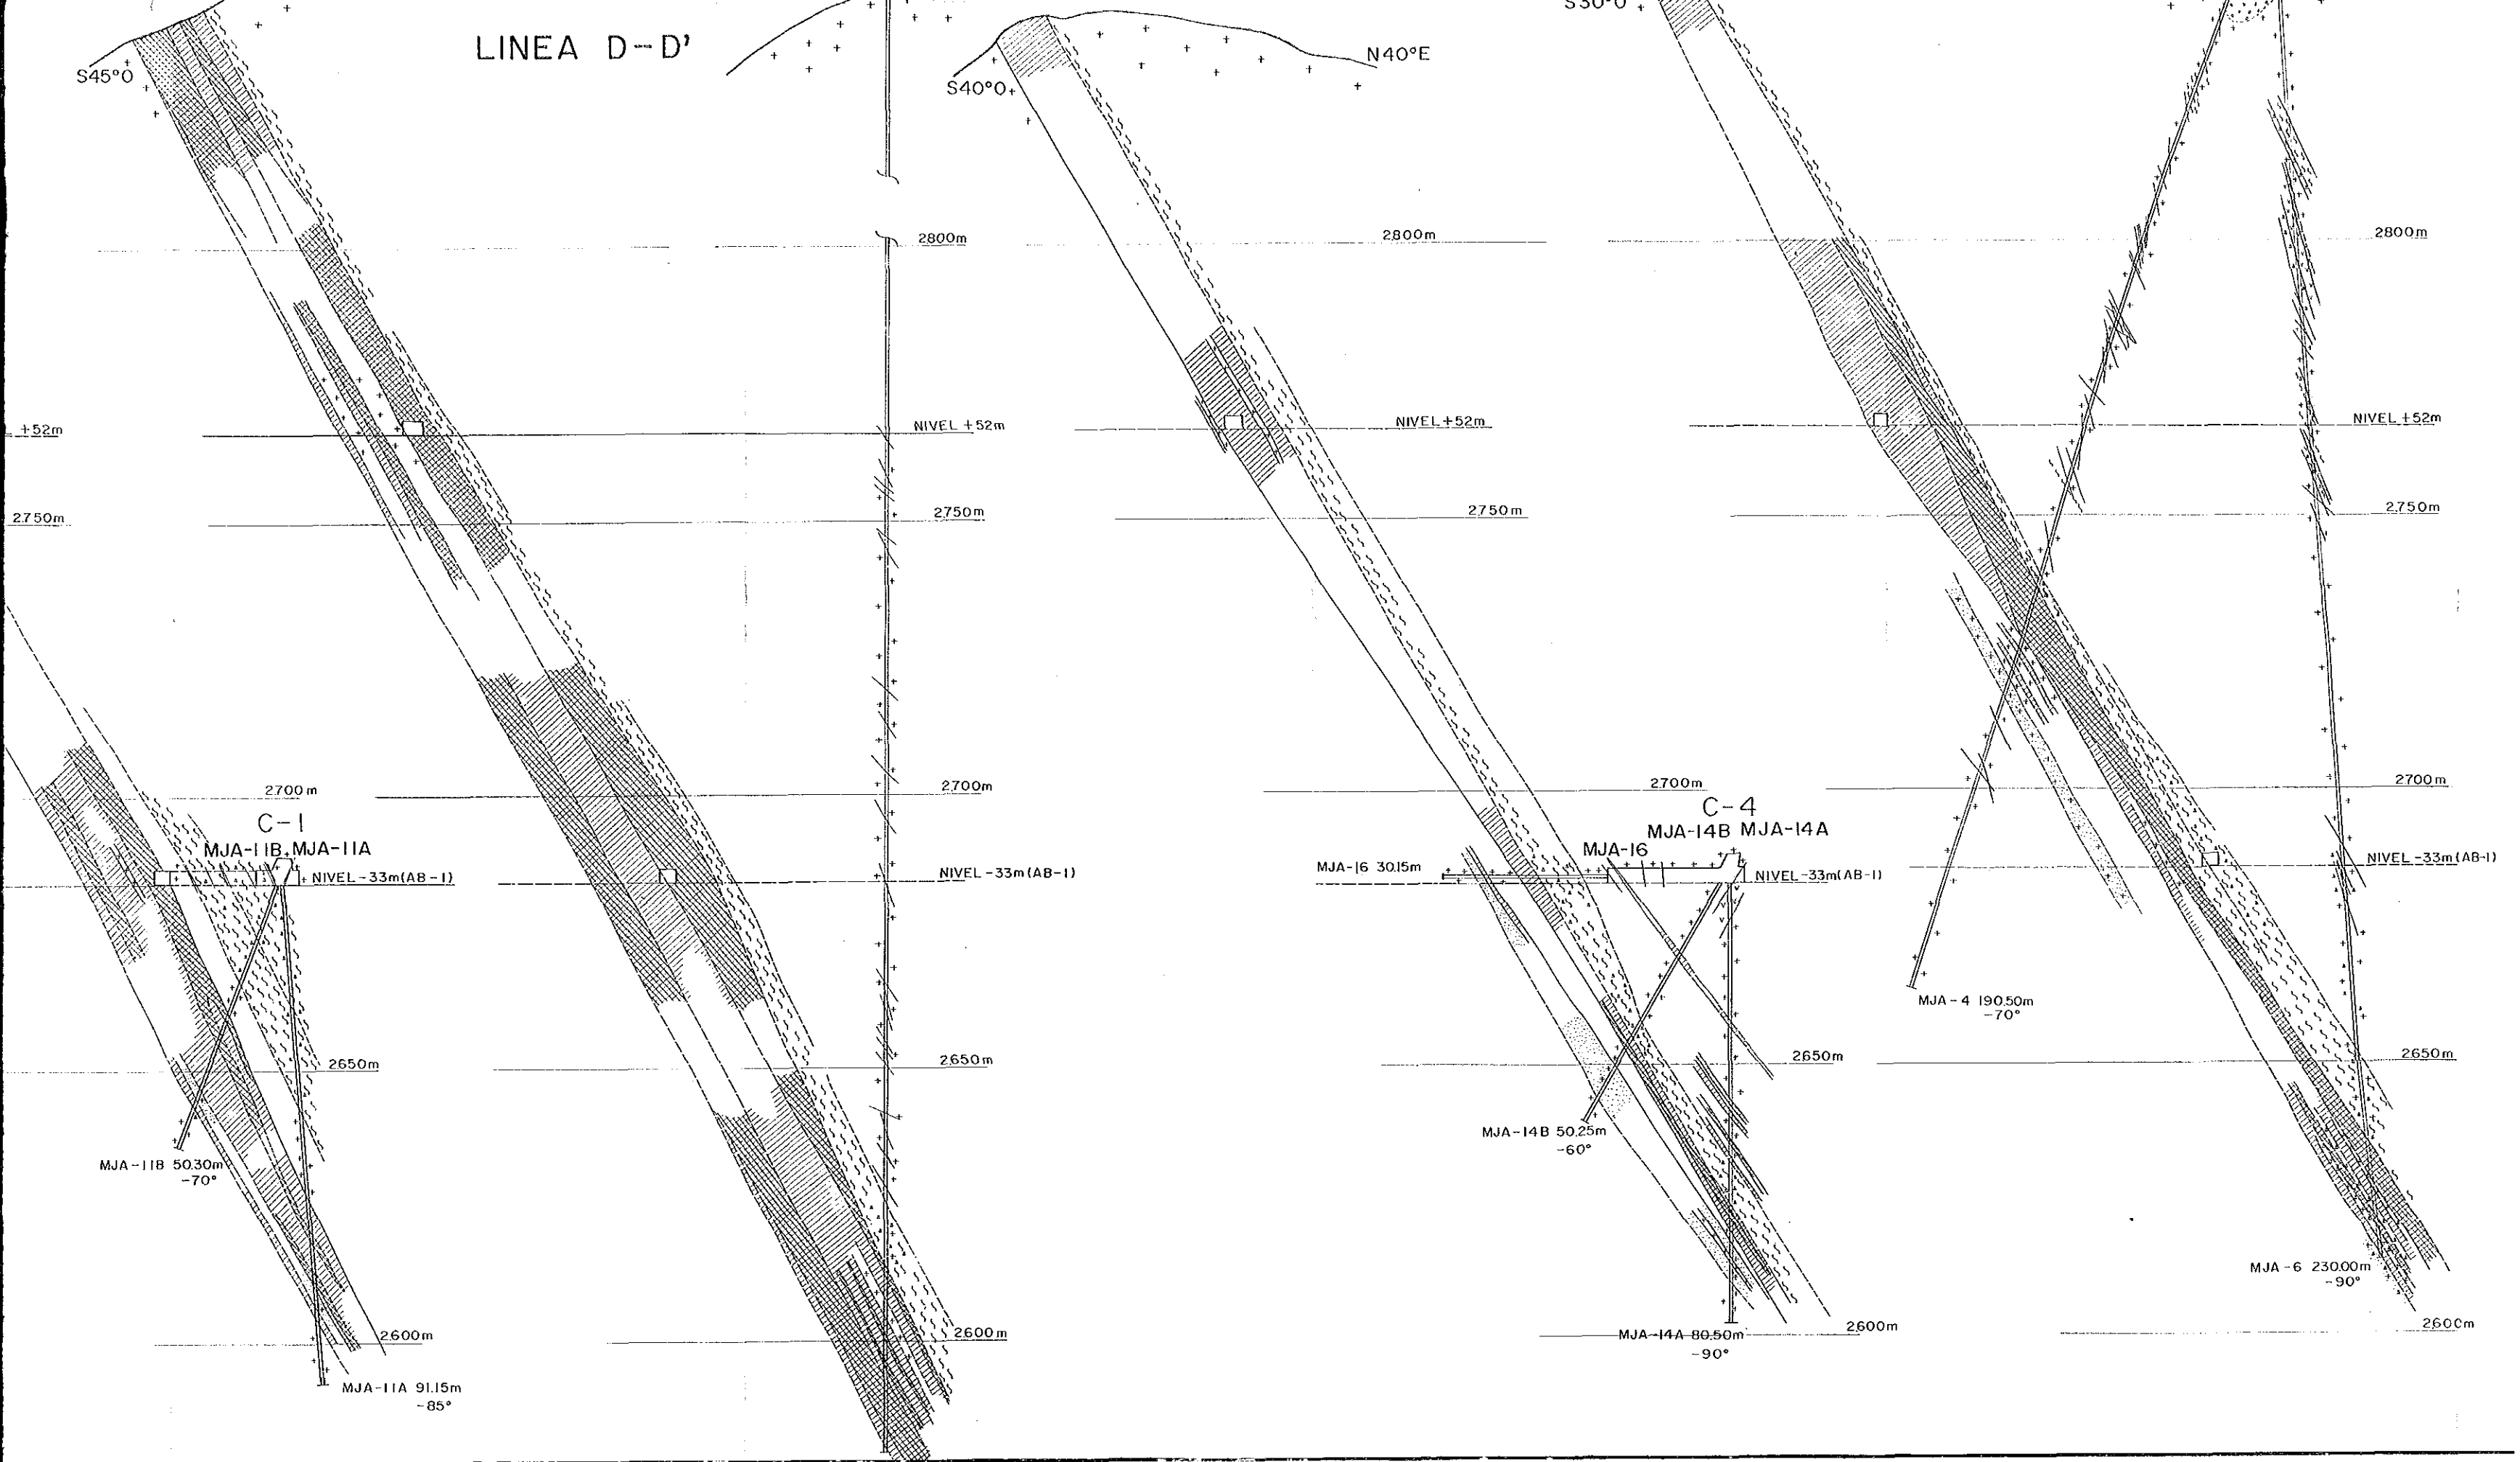 S30°O
LINEA D-D'
S45°O
S40°O
N40°E
2800m
2800m
2800m
+52m
NIVEL +52m
NIVEL +52m
NIVEL +52m
2750m
2750m
2750m
2750m
2700m
2700m
2700m
2700m
C-1
MJA-11B MJA-11A
NIVEL -33m(AB-1)
NIVEL -33m(AB-1)
C-4
MJA-14B MJA-14A
MJA-16
MJA-16 30.15m
NIVEL -33m(AB-1)
NIVEL -33m(AB-1)
MJA-4 190.50m
-70°
2650m
2650m
2650m
2650m
MJA-11B 50.30m
-70°
MJA-14B 50.25m
-60°
MJA-6 230.00m
-90°
2600m
2600m
2600m
2600m
MJA-14A 80.50m
-90°
MJA-11A 91.15m
-85°